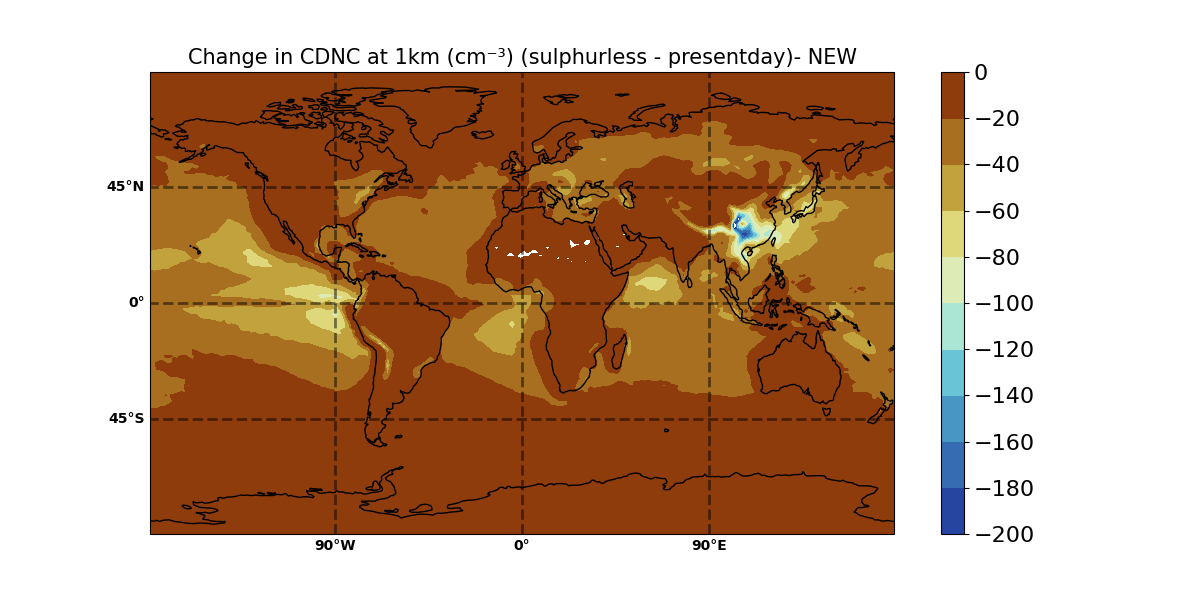 Change in CDNC at 1km (cm⁻³) (sulphurless - presentday)- NEW
45°N
0°
45°S
90°W
0°
90°E
0
−20
−40
−60
−80
−100
−120
−140
−160
−180
−200